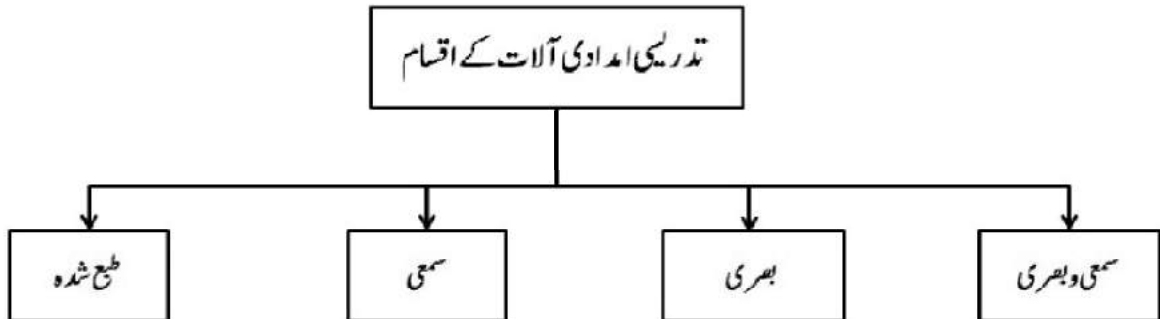 تدریسی امدادی آلات کے اقسام
سمعی و بصری
بصری
سمعی
طبع شدہ